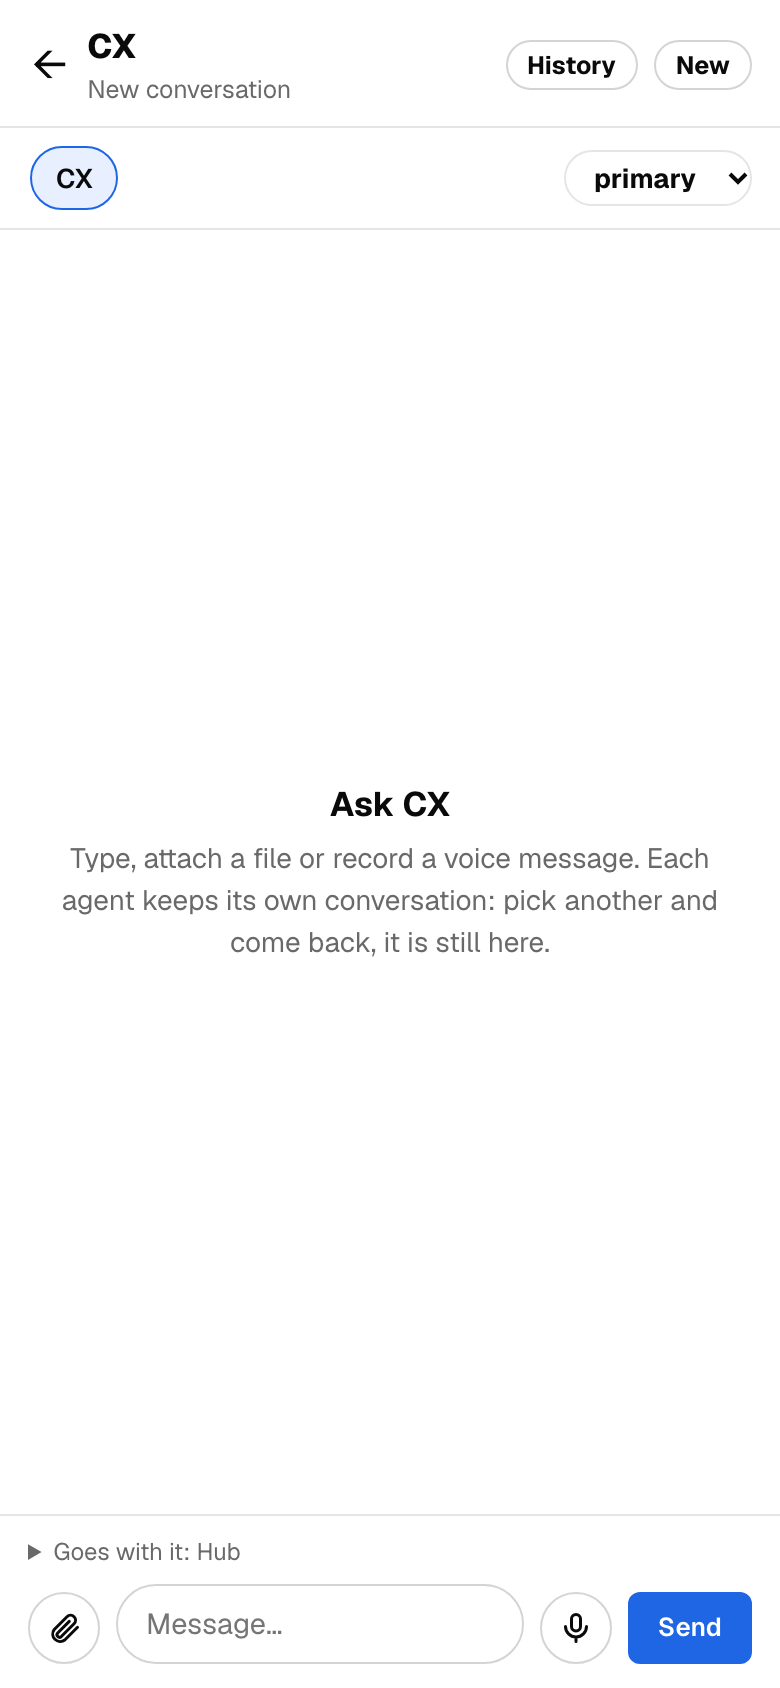 CX
New conversation
History
New
CX
primary
Ask CX
Type, attach a file or record a voice message. Each
agent keeps its own conversation: pick another and
come back, it is still here.
Goes with it: Hub
Message...
Send